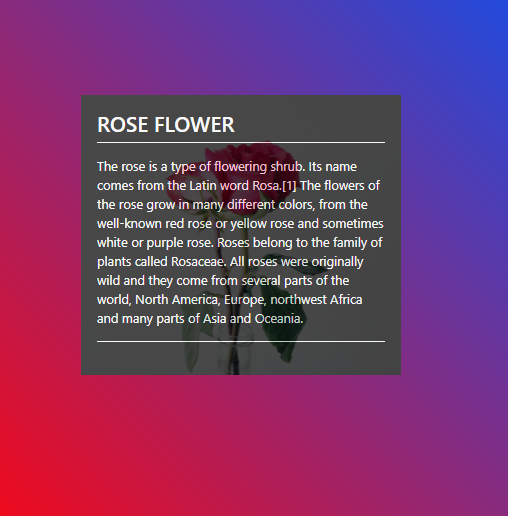 ROSE FLOWER
The rose is a type of flowering shrub. Its name
comes from the Latin word Rosa.[1] The flowers of
the rose grow in many different colors, from the
well-known red rose or yellow rose and sometimes
white or purple rose. Roses belong to the family of
plants called Rosaceae. All roses were originally
wild and they come from several parts of the
world, North America, Europe, northwest Africa
and many parts of Asia and Oceania.